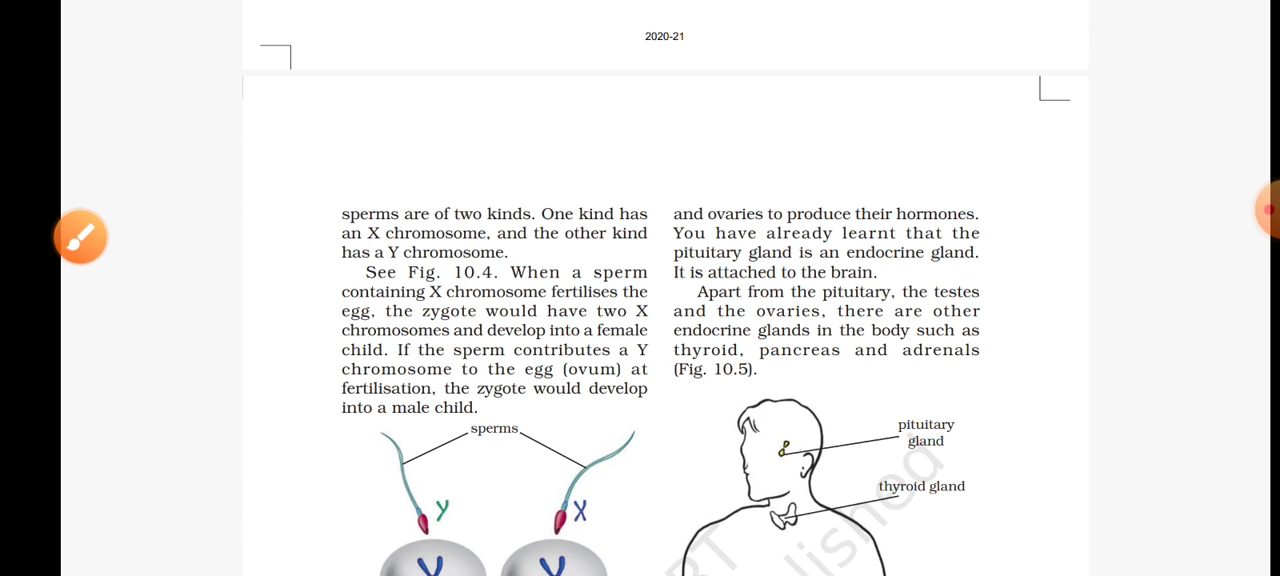 2020-21
sperms are of two kinds. One kind has
an X chromosome, and the other kind
has a Y chromosome.
See Fig. 10.4. When a sperm
containing X chromosome fertilises the
egg, the zygote would have two X
chromosomes and develop into a female
child. If the sperm contributes a Y
chromosome to the egg (ovum) at
fertilisation, the zygote would develop
into a male child.
sperms
Y
X
and ovaries to produce their hormones.
You have already learnt that the
pituitary gland is an endocrine gland.
It is attached to the brain.
Apart from the pituitary, the testes
and the ovaries, there are other
endocrine glands in the body such as
thyroid, pancreas and adrenals
(Fig. 10.5).
pituitary
gland
thyroid gland